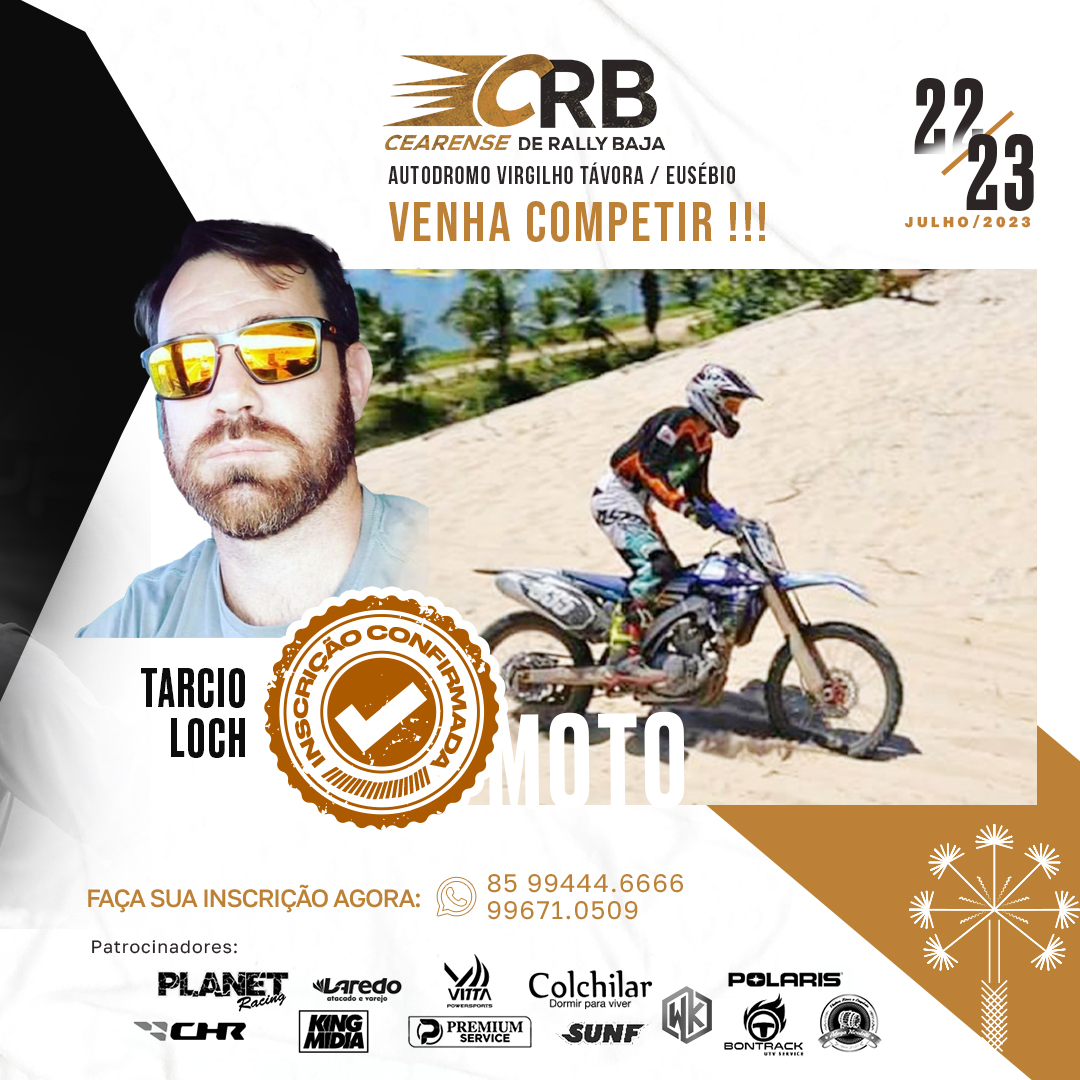 CRB
CEARENSE DE RALLY BAJA
AUTODROMO VIRGILHO TÁVORA / EUSÉBIO
VENHA COMPETIR !!!
22
23
JULHO/2023
INSCRIÇÃO CONFIRMADA
TARCIO
LOCH
MOTO
FAÇA SUA INSCRIÇÃO AGORA:
85 99444.6666
99671.0509
Patrocinadores:
PLANET
Racing
Laredo
atacado e varejo
VITTA
POWERSPORTS
Colchilar
Dormir para viver
POLARIS
CHR
KING
MIDIA
PREMIUM
SERVICE
SUNF
WK
BONTRACK
UTV SERVICE